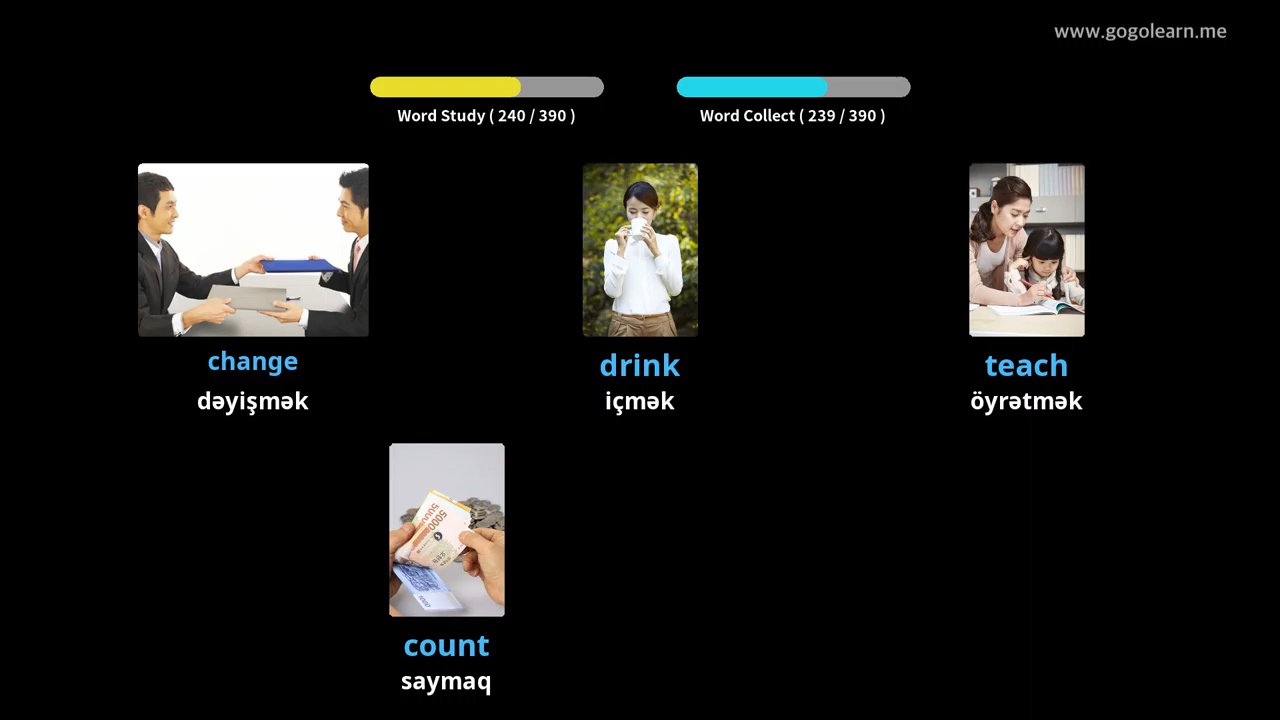 www.gogolearn.me
Word Study ( 240 / 390 )
Word Collect ( 239 / 390 )
change
dəyişmək
drink
içmək
teach
öyrətmək
5000
count
saymaq